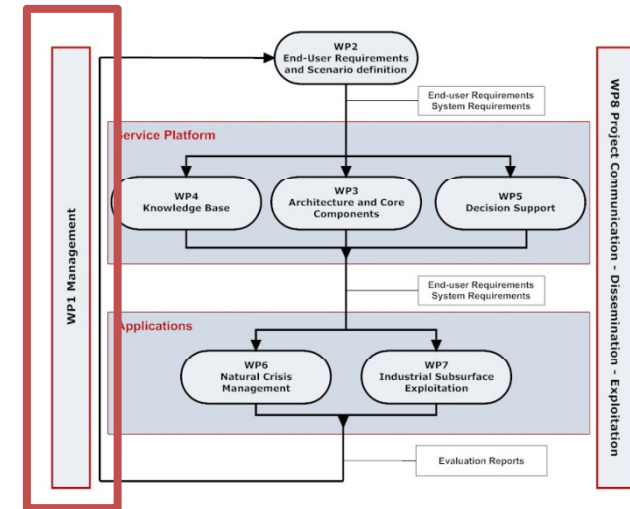 WP1 Management
WP2
End-User Requirements
and Scenario definition
End-user Requirements
System Requirements
Service Platform
WP4
Knowledge Base
WP3
Architecture and Core
Components
WP5
Decision Support
End-user Requirements
System Requirements
Applications
WP6
Natural Crisis
Management
WP7
Industrial Subsurface
Exploitation
Evaluation Reports
WP8 Project Communication - Dissemination - Exploitation